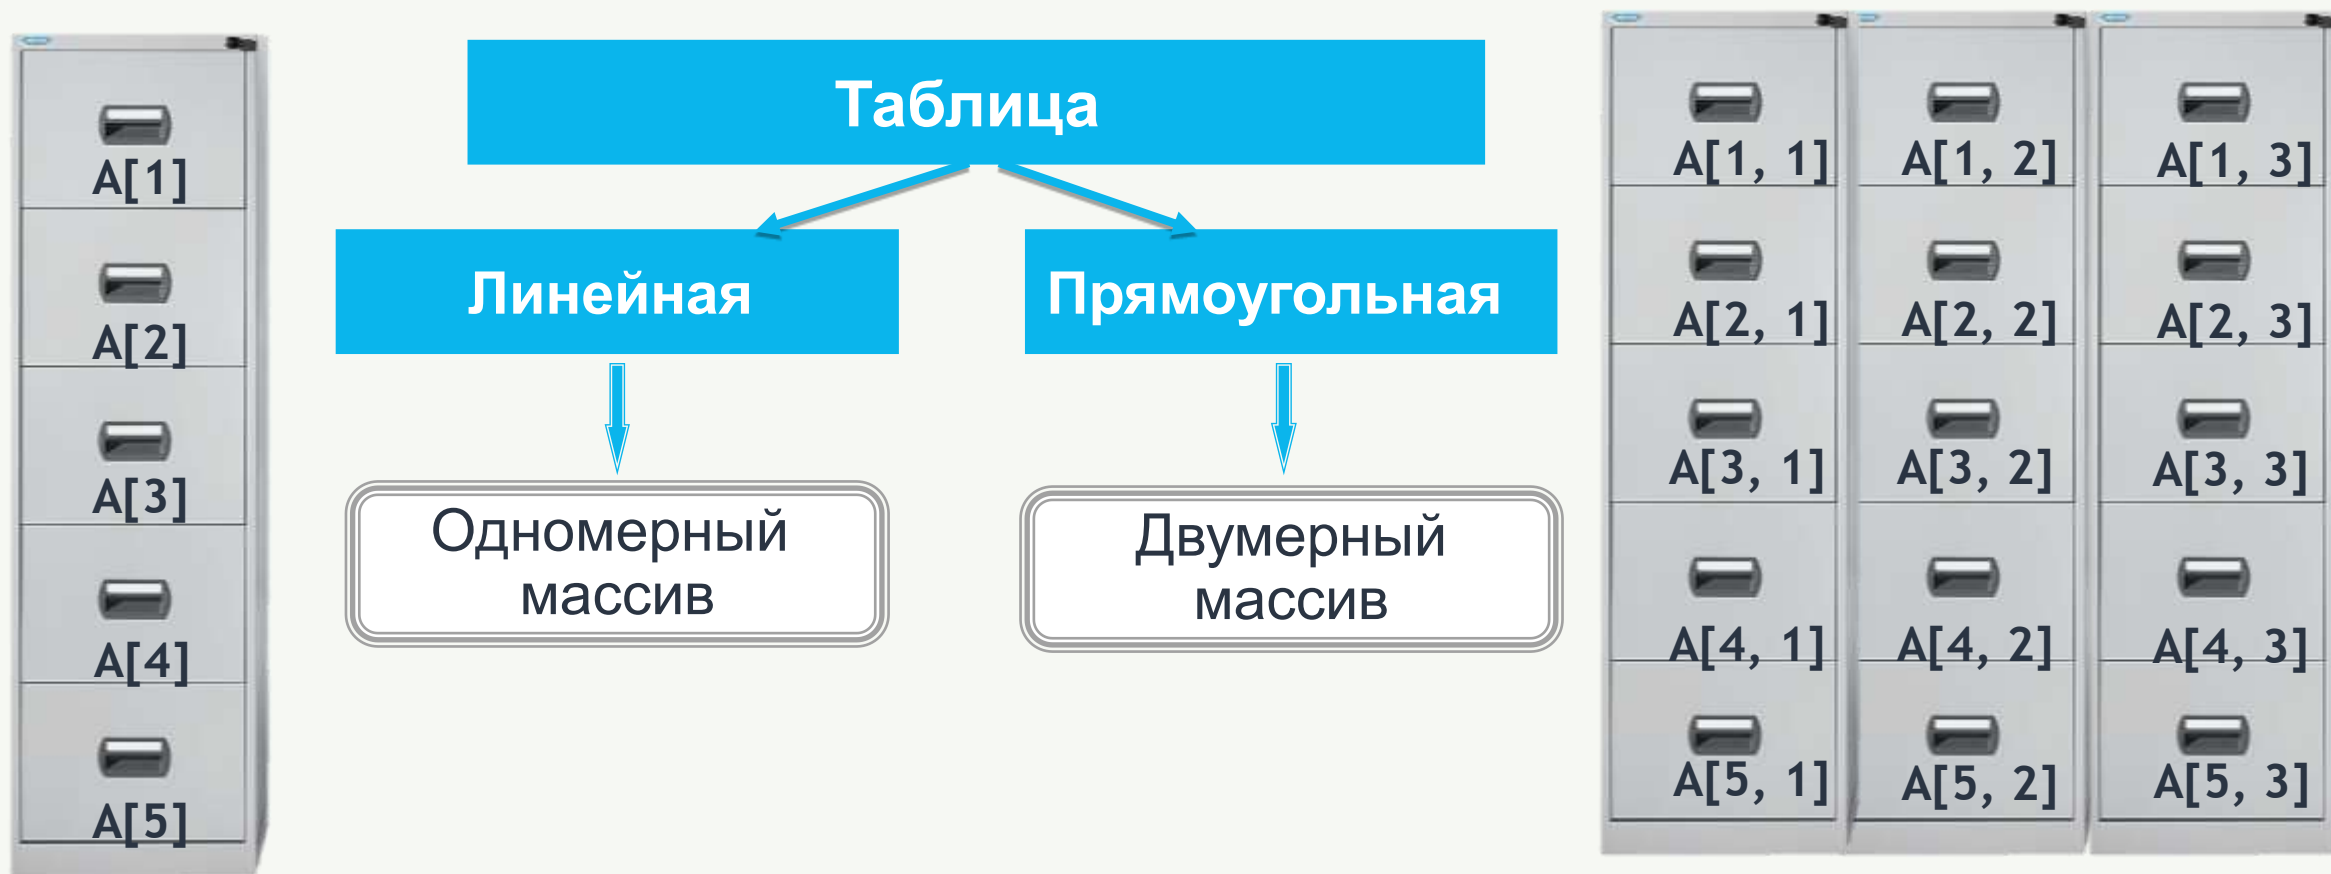 Таблица
Линейная
Прямоугольная
Одномерный
массив
Двумерный
массив
A[1]
A[2]
A[3]
A[4]
A[5]
A[1, 1] A[1, 2] A[1, 3]
A[2, 1] A[2, 2] A[2, 3]
A[3, 1] A[3, 2] A[3, 3]
A[4, 1] A[4, 2] A[4, 3]
A[5, 1] A[5, 2] A[5, 3]